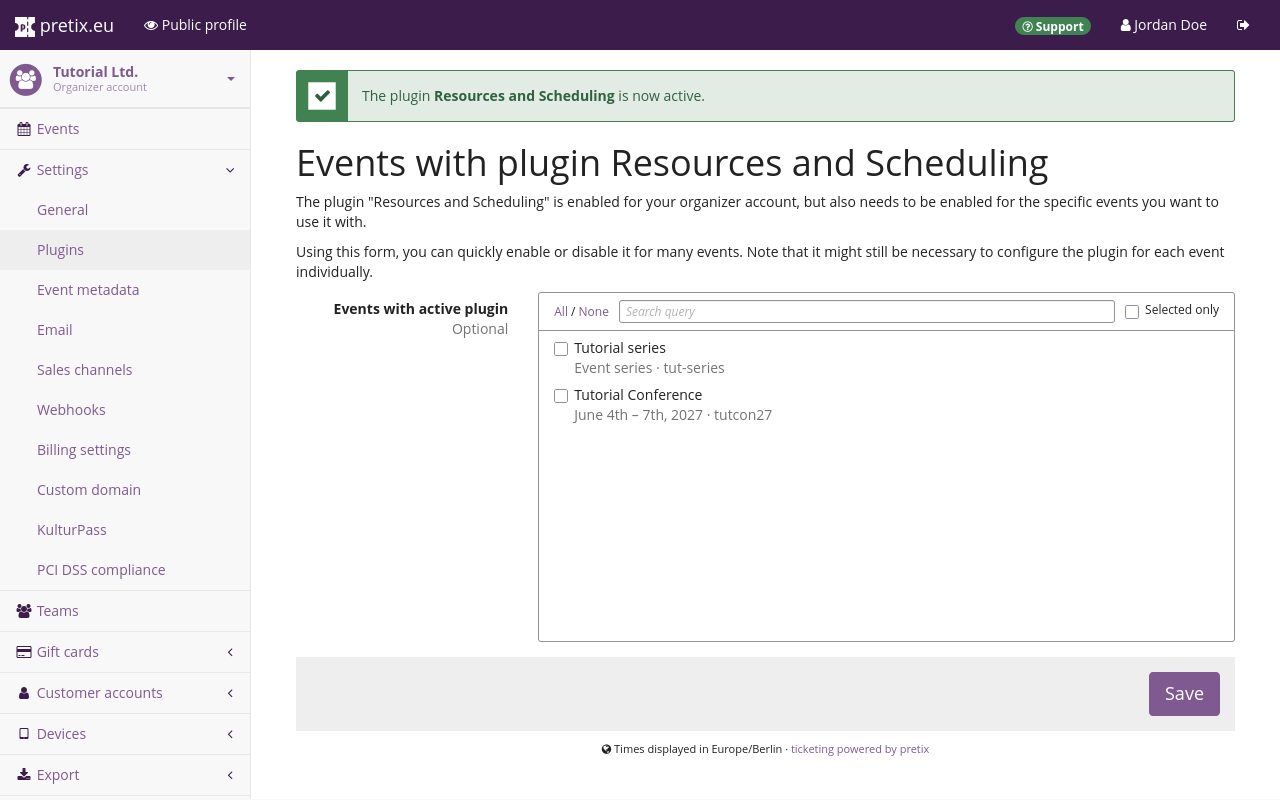 pretix.eu
Public profile
Support
Jordan Doe
Tutorial Ltd.
Organizer account
Events
Settings
General
Plugins
Event metadata
Email
Sales channels
Webhooks
Billing settings
Custom domain
KulturPass
PCI DSS compliance
Teams
Gift cards
Customer accounts
Devices
Export
The plugin Resources and Scheduling is now active.
Events with plugin Resources and Scheduling
The plugin "Resources and Scheduling" is enabled for your organizer account, but also needs to be enabled for the specific events you want to
use it with.
Using this form, you can quickly enable or disable it for many events. Note that it might still be necessary to configure the plugin for each event
individually.
Events with active plugin
Optional
All / None
Search query
Selected only
Tutorial series
Event series · tut-series
Tutorial Conference
June 4th – 7th, 2027 · tutcon27
Save
Times displayed in Europe/Berlin · ticketing powered by pretix